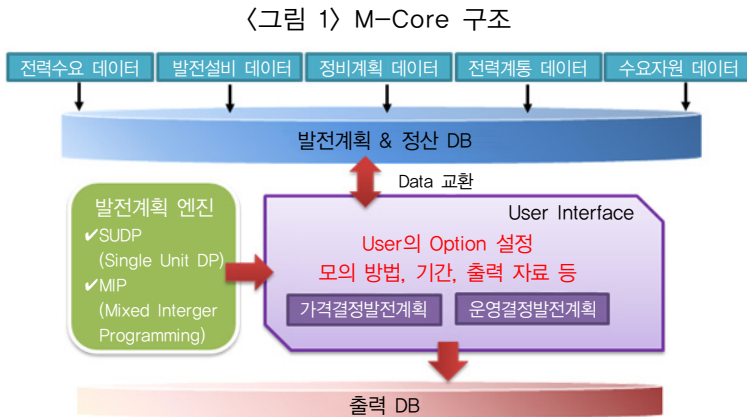 〈그림 1〉 M-Core 구조
전력수요 데이터
발전설비 데이터
정비계획 데이터
전력계통 데이터
수요자원 데이터
발전계획 & 정산 DB
Data 교환
발전계획 엔진
✔SUDP
(Single Unit DP)
✔MIP
(Mixed Interger
Programming)
User Interface
User의 Option 설정
모의 방법, 기간, 출력 자료 등
가격결정발전계획
운영결정발전계획
출력 DB